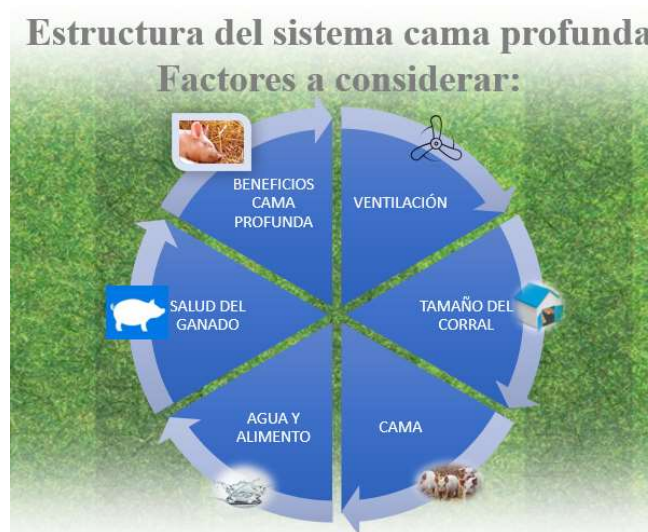 Estructura del sistema cama profunda
Factores a considerar:
BENEFICIOS
CAMA
PROFUNDA
VENTILACIÓN
TAMAÑO DEL
CORRAL
CAMA
AGUA Y
ALIMENTO
SALUD DEL
GANADO